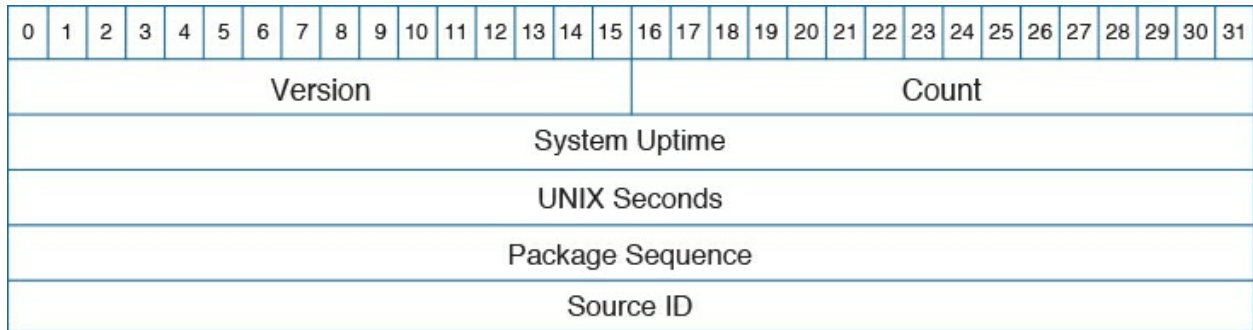 0 1 2 3 4 5 6 7 8 9 10 11 12 13 14 15 16 17 18 19 20 21 22 23 24 25 26 27 28 29 30 31
Version Count
System Uptime
UNIX Seconds
Package Sequence
Source ID